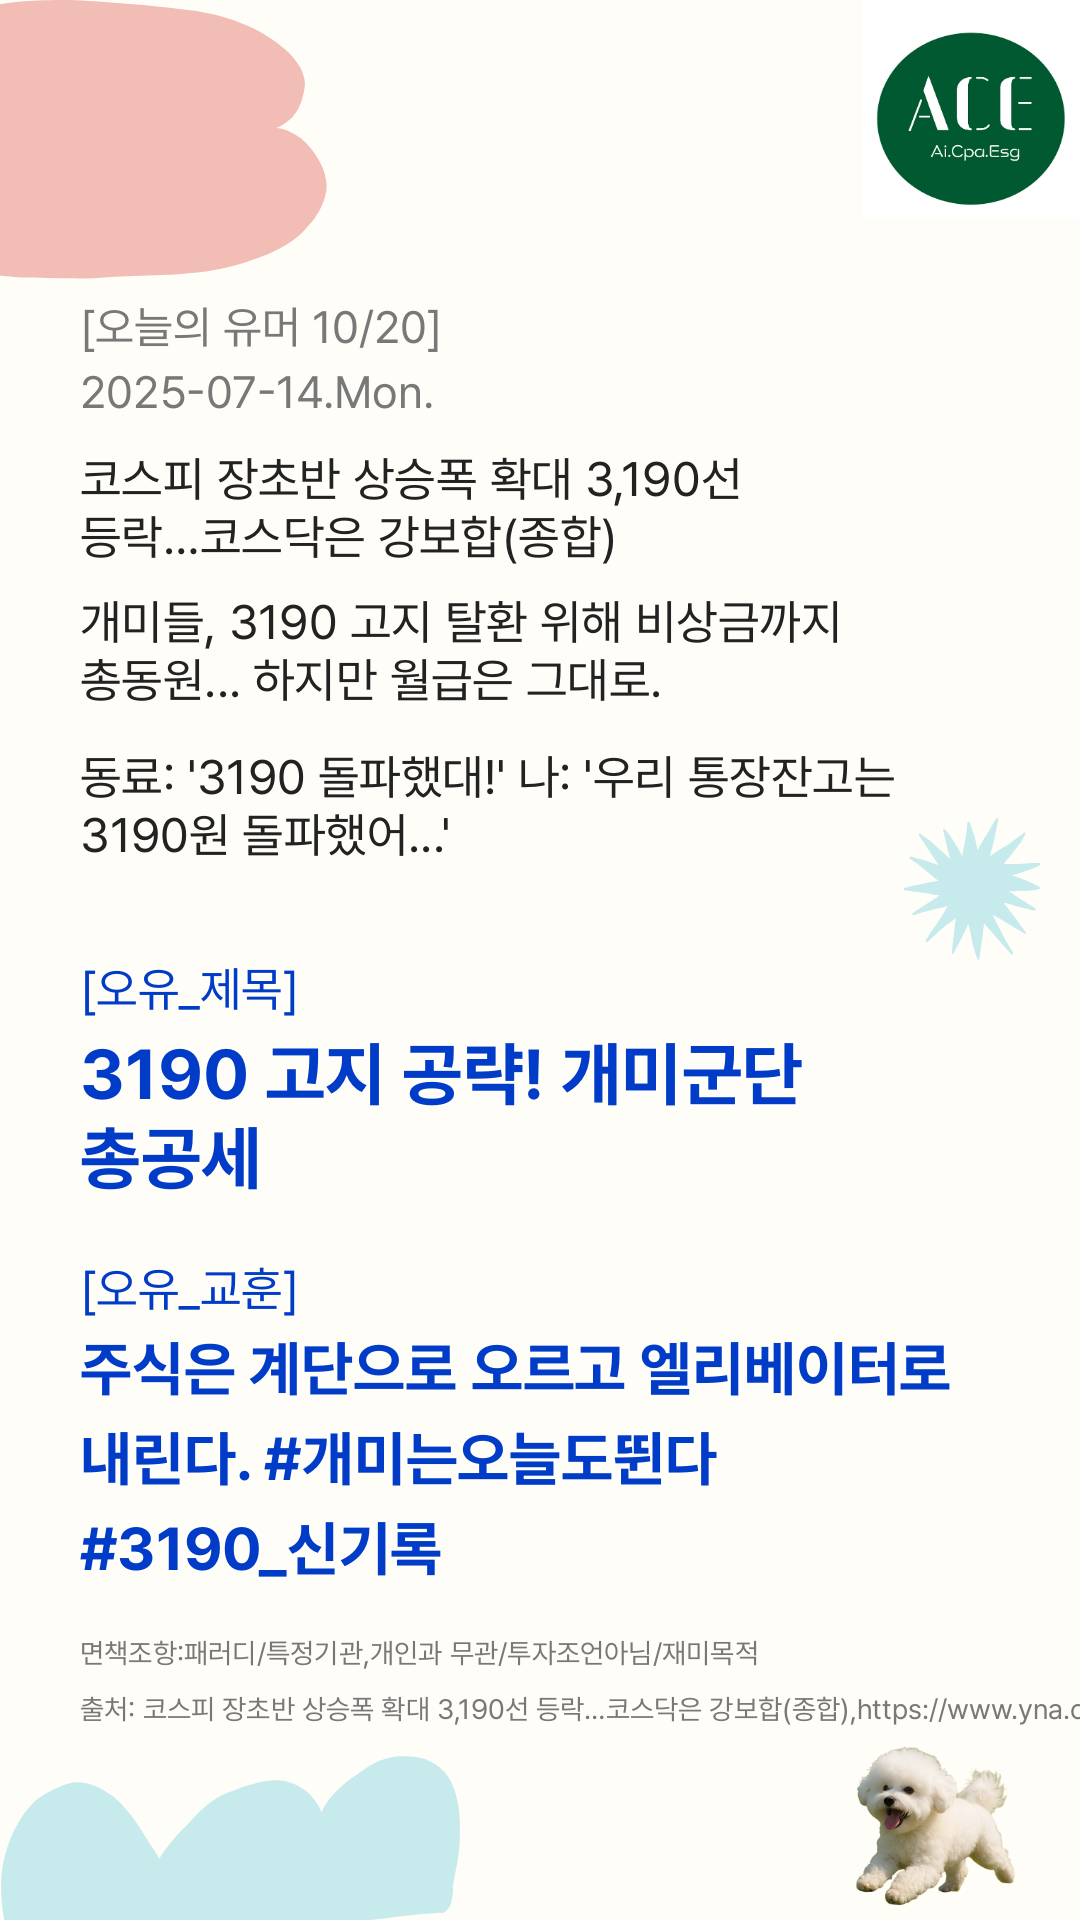 ACE
Ai.Cpa.Esg
[오늘의 유머 10/20]
2025-07-14.Mon.
코스피 장초반 상승폭 확대 3,190선
등락...코스닥은 강보합(종합)
개미들, 3190 고지 탈환 위해 비상금까지
총동원... 하지만 월급은 그대로.
동료: '3190 돌파했대!' 나: '우리 통장잔고는
3190원 돌파했어...'
[오유_제목]
3190 고지 공략! 개미군단
총공세
[오유_교훈]
주식은 계단으로 오르고 엘리베이터로
내린다. #개미는오늘도뛴다
#3190_신기록
면책조항:패러디/특정기관,개인과 무관/투자조언아님/재미목적
출처: 코스피 장초반 상승폭 확대 3,190선 등락...코스닥은 강보합(종합),https://www.yna.c